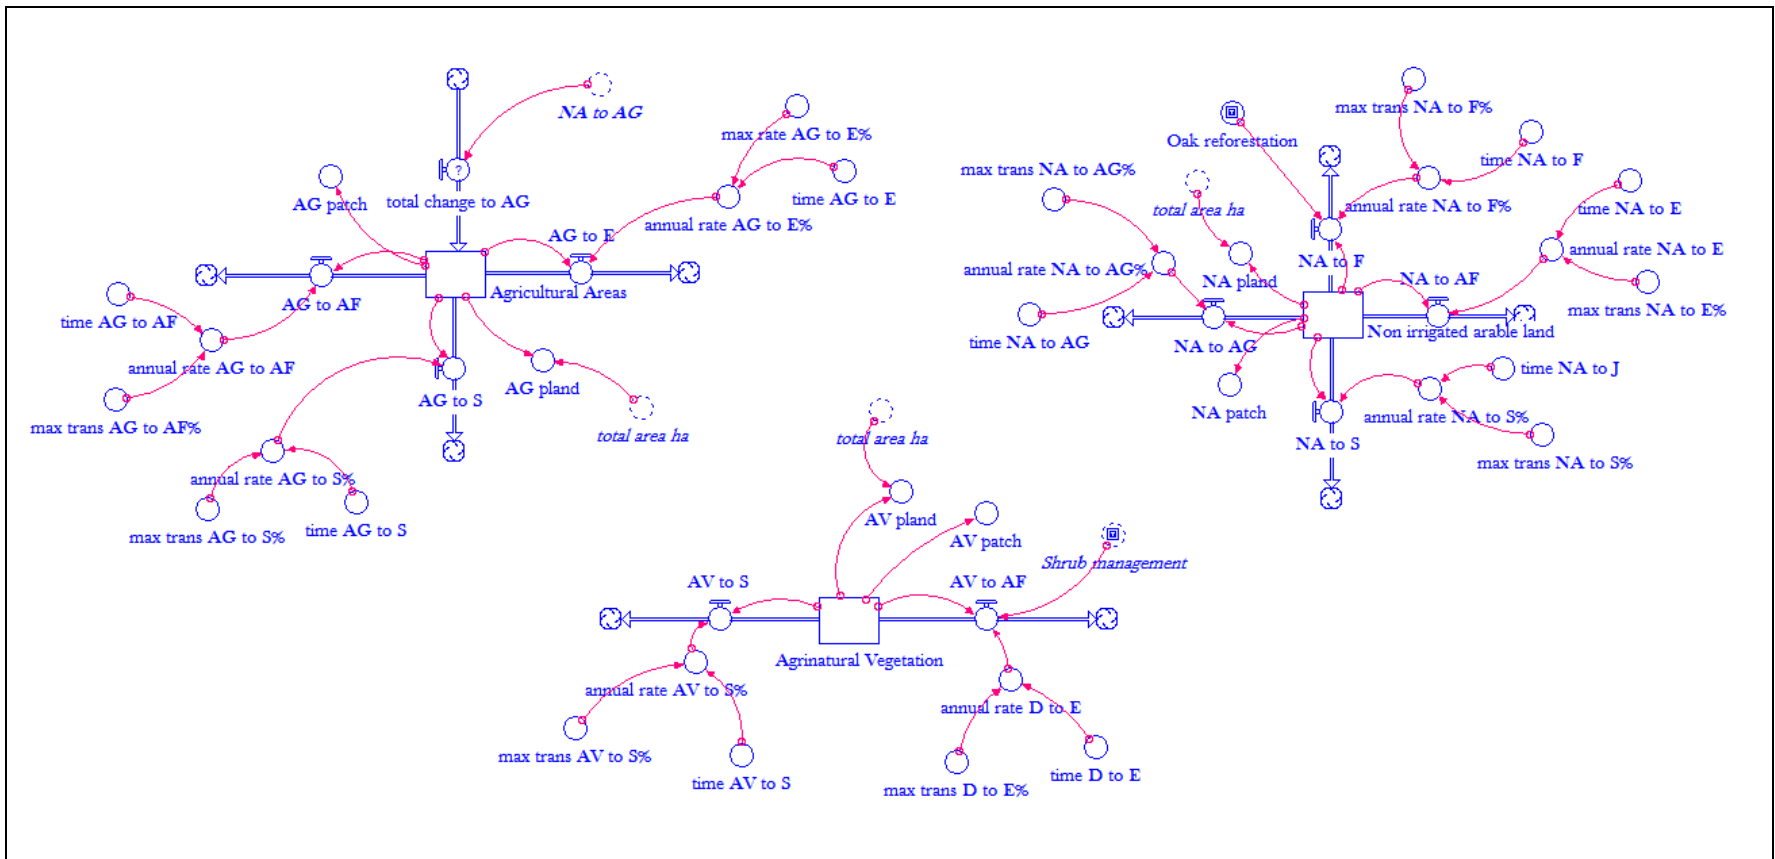 NA to AG
max rate AG to E%
time AG to E
AG patch
total change to AG
annual rate AG to E%
AG to E
Agricultural Areas
AG to AF
time AG to AF
annual rate AG to AF
max trans AG to AF%
AG to S
AG pland
total area ha
annual rate AG to S%
max trans AG to S%
time AG to S
?
max trans NA to F%
Oak reforestation
time NA to F
max trans NA to AG%
total area ha
annual rate NA to F%
time NA to E
annual rate NA to E
NA to F
NA to AF
annual rate NA to AG%
NA pland
max trans NA to E%
time NA to AG
NA to AG
Non irrigated arable land
time NA to J
NA patch
annual rate NA to S%
NA to S
max trans NA to S%
total area ha
AV pland
AV patch
Shrub management
AV to S
AV to AF
Agrinatural Vegetation
annual rate AV to S%
annual rate D to E
max trans AV to S%
time AV to S
max trans D to E%
time D to E